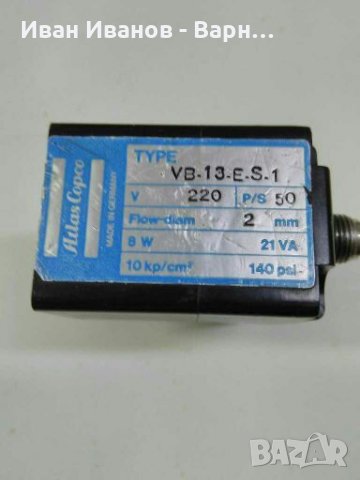 Иван Иванов - Варн...
TYPE
VB-13-E-S-1
V 220 P/S 50
Flow-diam 2 mm
8 W 21 VA
10 kp/cm² 140 psi
Atlas Copco
MADE IN GERMANY
BAZAR